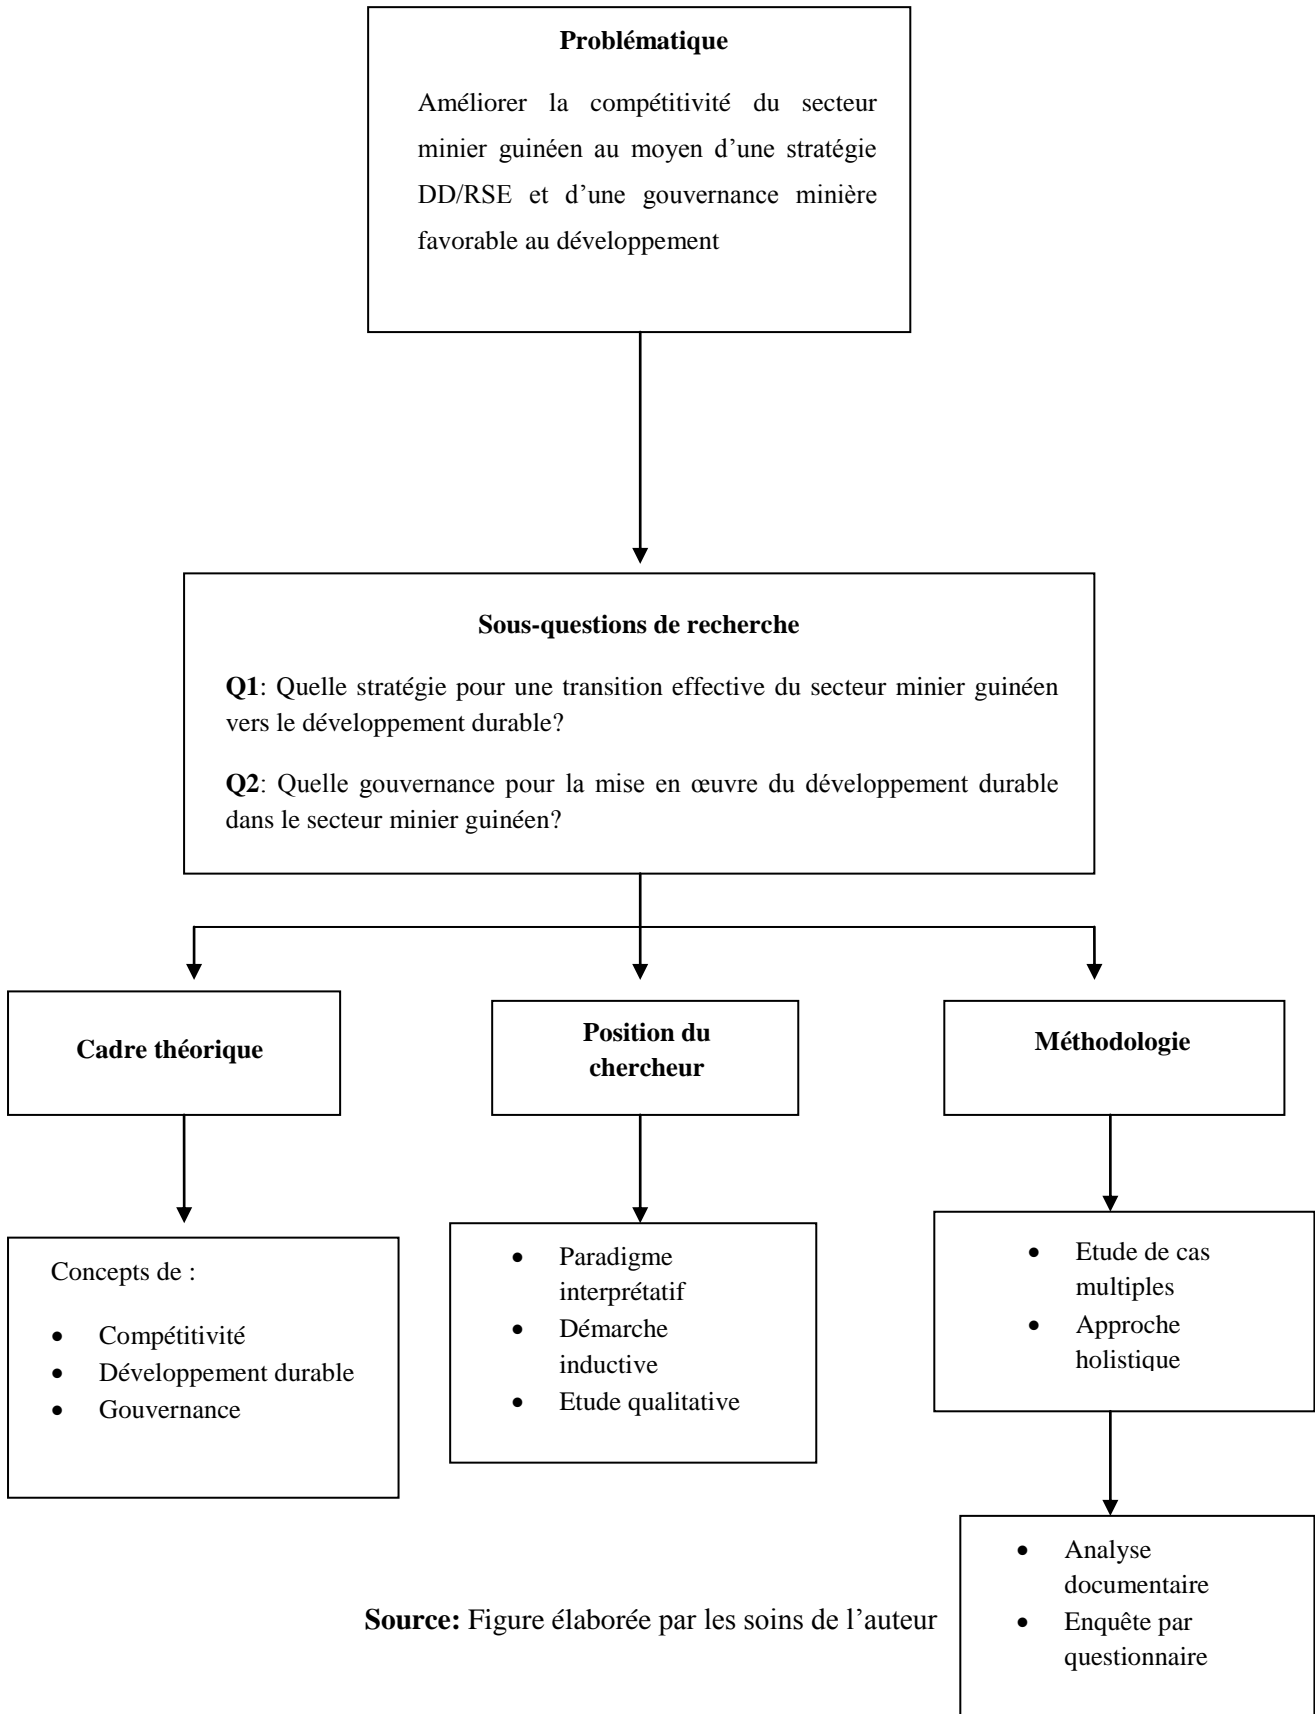 Problématique
Améliorer la compétitivité du secteur
minier guinéen au moyen d’une stratégie
DD/RSE et d’une gouvernance minière
favorable au développement
Sous-questions de recherche
Q1: Quelle stratégie pour une transition effective du secteur minier guinéen
vers le développement durable?
Q2: Quelle gouvernance pour la mise en œuvre du développement durable
dans le secteur minier guinéen?
Cadre théorique
Position du
chercheur
Méthodologie
Concepts de :
• Compétitivité
• Développement durable
• Gouvernance
• Paradigme
interprétatif
• Démarche
inductive
• Etude qualitative
• Etude de cas
multiples
• Approche
holistique
• Analyse
documentaire
• Enquête par
questionnaire
Source: Figure élaborée par les soins de l’auteur